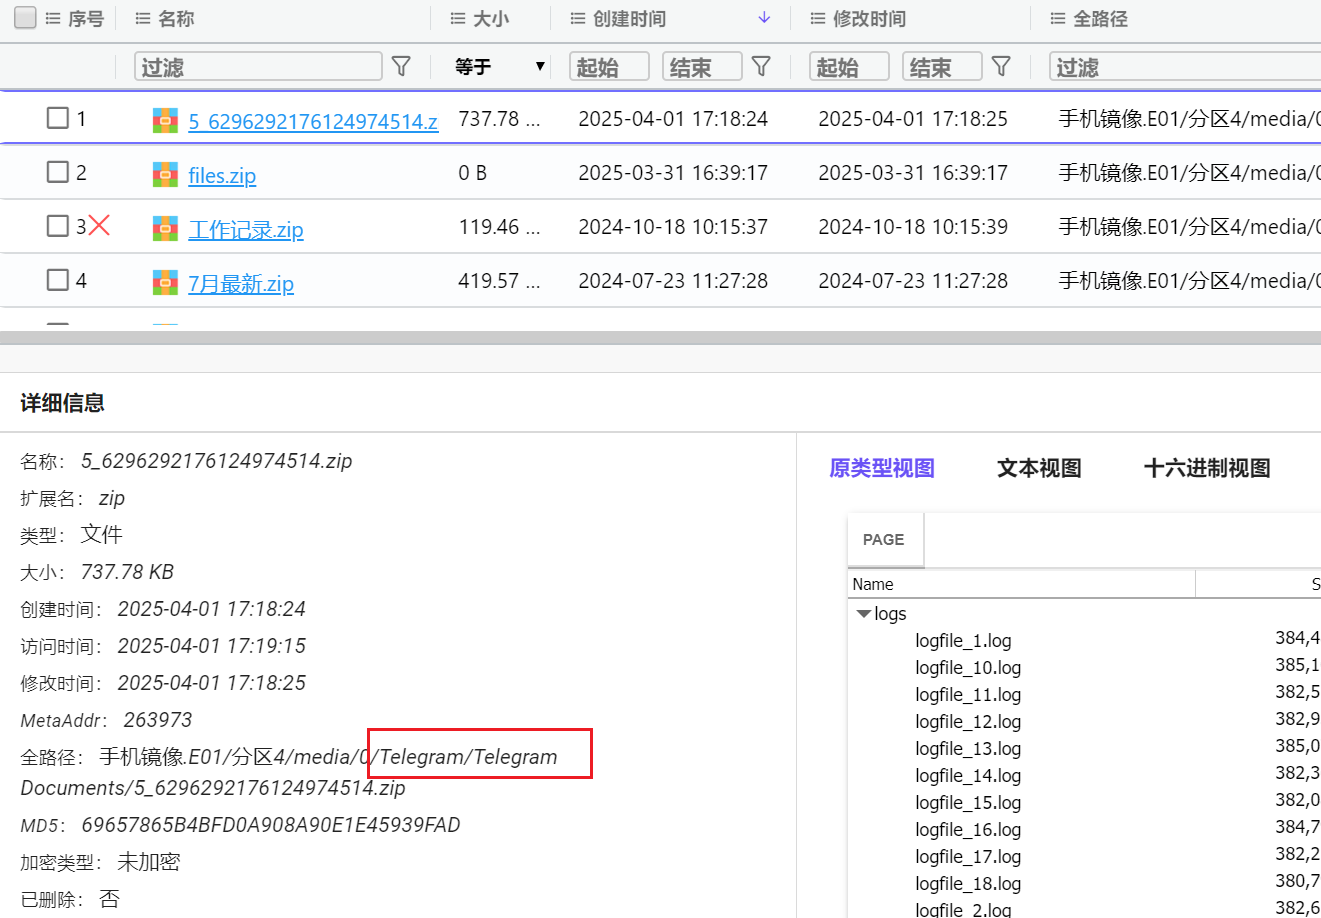 序号 名称 大小 创建时间 修改时间 全路径
过滤 等于 起始 结束 起始 结束 过滤
1 5_6296292176124974514.z 737.78 ... 2025-04-01 17:18:24 2025-04-01 17:18:25 手机镜像.E01/分区4/media/0
2 files.zip 0 B 2025-03-31 16:39:17 2025-03-31 16:39:17 手机镜像.E01/分区4/media/0
3 工作记录.zip 119.46 ... 2024-10-18 10:15:37 2024-10-18 10:15:39 手机镜像.E01/分区4/media/0
4 7月最新.zip 419.57 ... 2024-07-23 11:27:28 2024-07-23 11:27:28 手机镜像.E01/分区4/media/0
详细信息
名称： 5_6296292176124974514.zip
扩展名： zip
类型： 文件
大小： 737.78 KB
创建时间： 2025-04-01 17:18:24
访问时间： 2025-04-01 17:19:15
修改时间： 2025-04-01 17:18:25
MetaAddr： 263973
全路径： 手机镜像.E01/分区4/media/0/Telegram/Telegram
Documents/5_6296292176124974514.zip
MD5： 69657865B4BFD0A908A90E1E45939FAD
加密类型： 未加密
已删除： 否
原类型视图 文本视图 十六进制视图
PAGE
Name S
logs
logfile_1.log 384,4
logfile_10.log 385,1
logfile_11.log 382,5
logfile_12.log 382,9
logfile_13.log 385,0
logfile_14.log 382,3
logfile_15.log 382,0
logfile_16.log 384,7
logfile_17.log 382,2
logfile_18.log 380,7
logfile_2.log 382,6